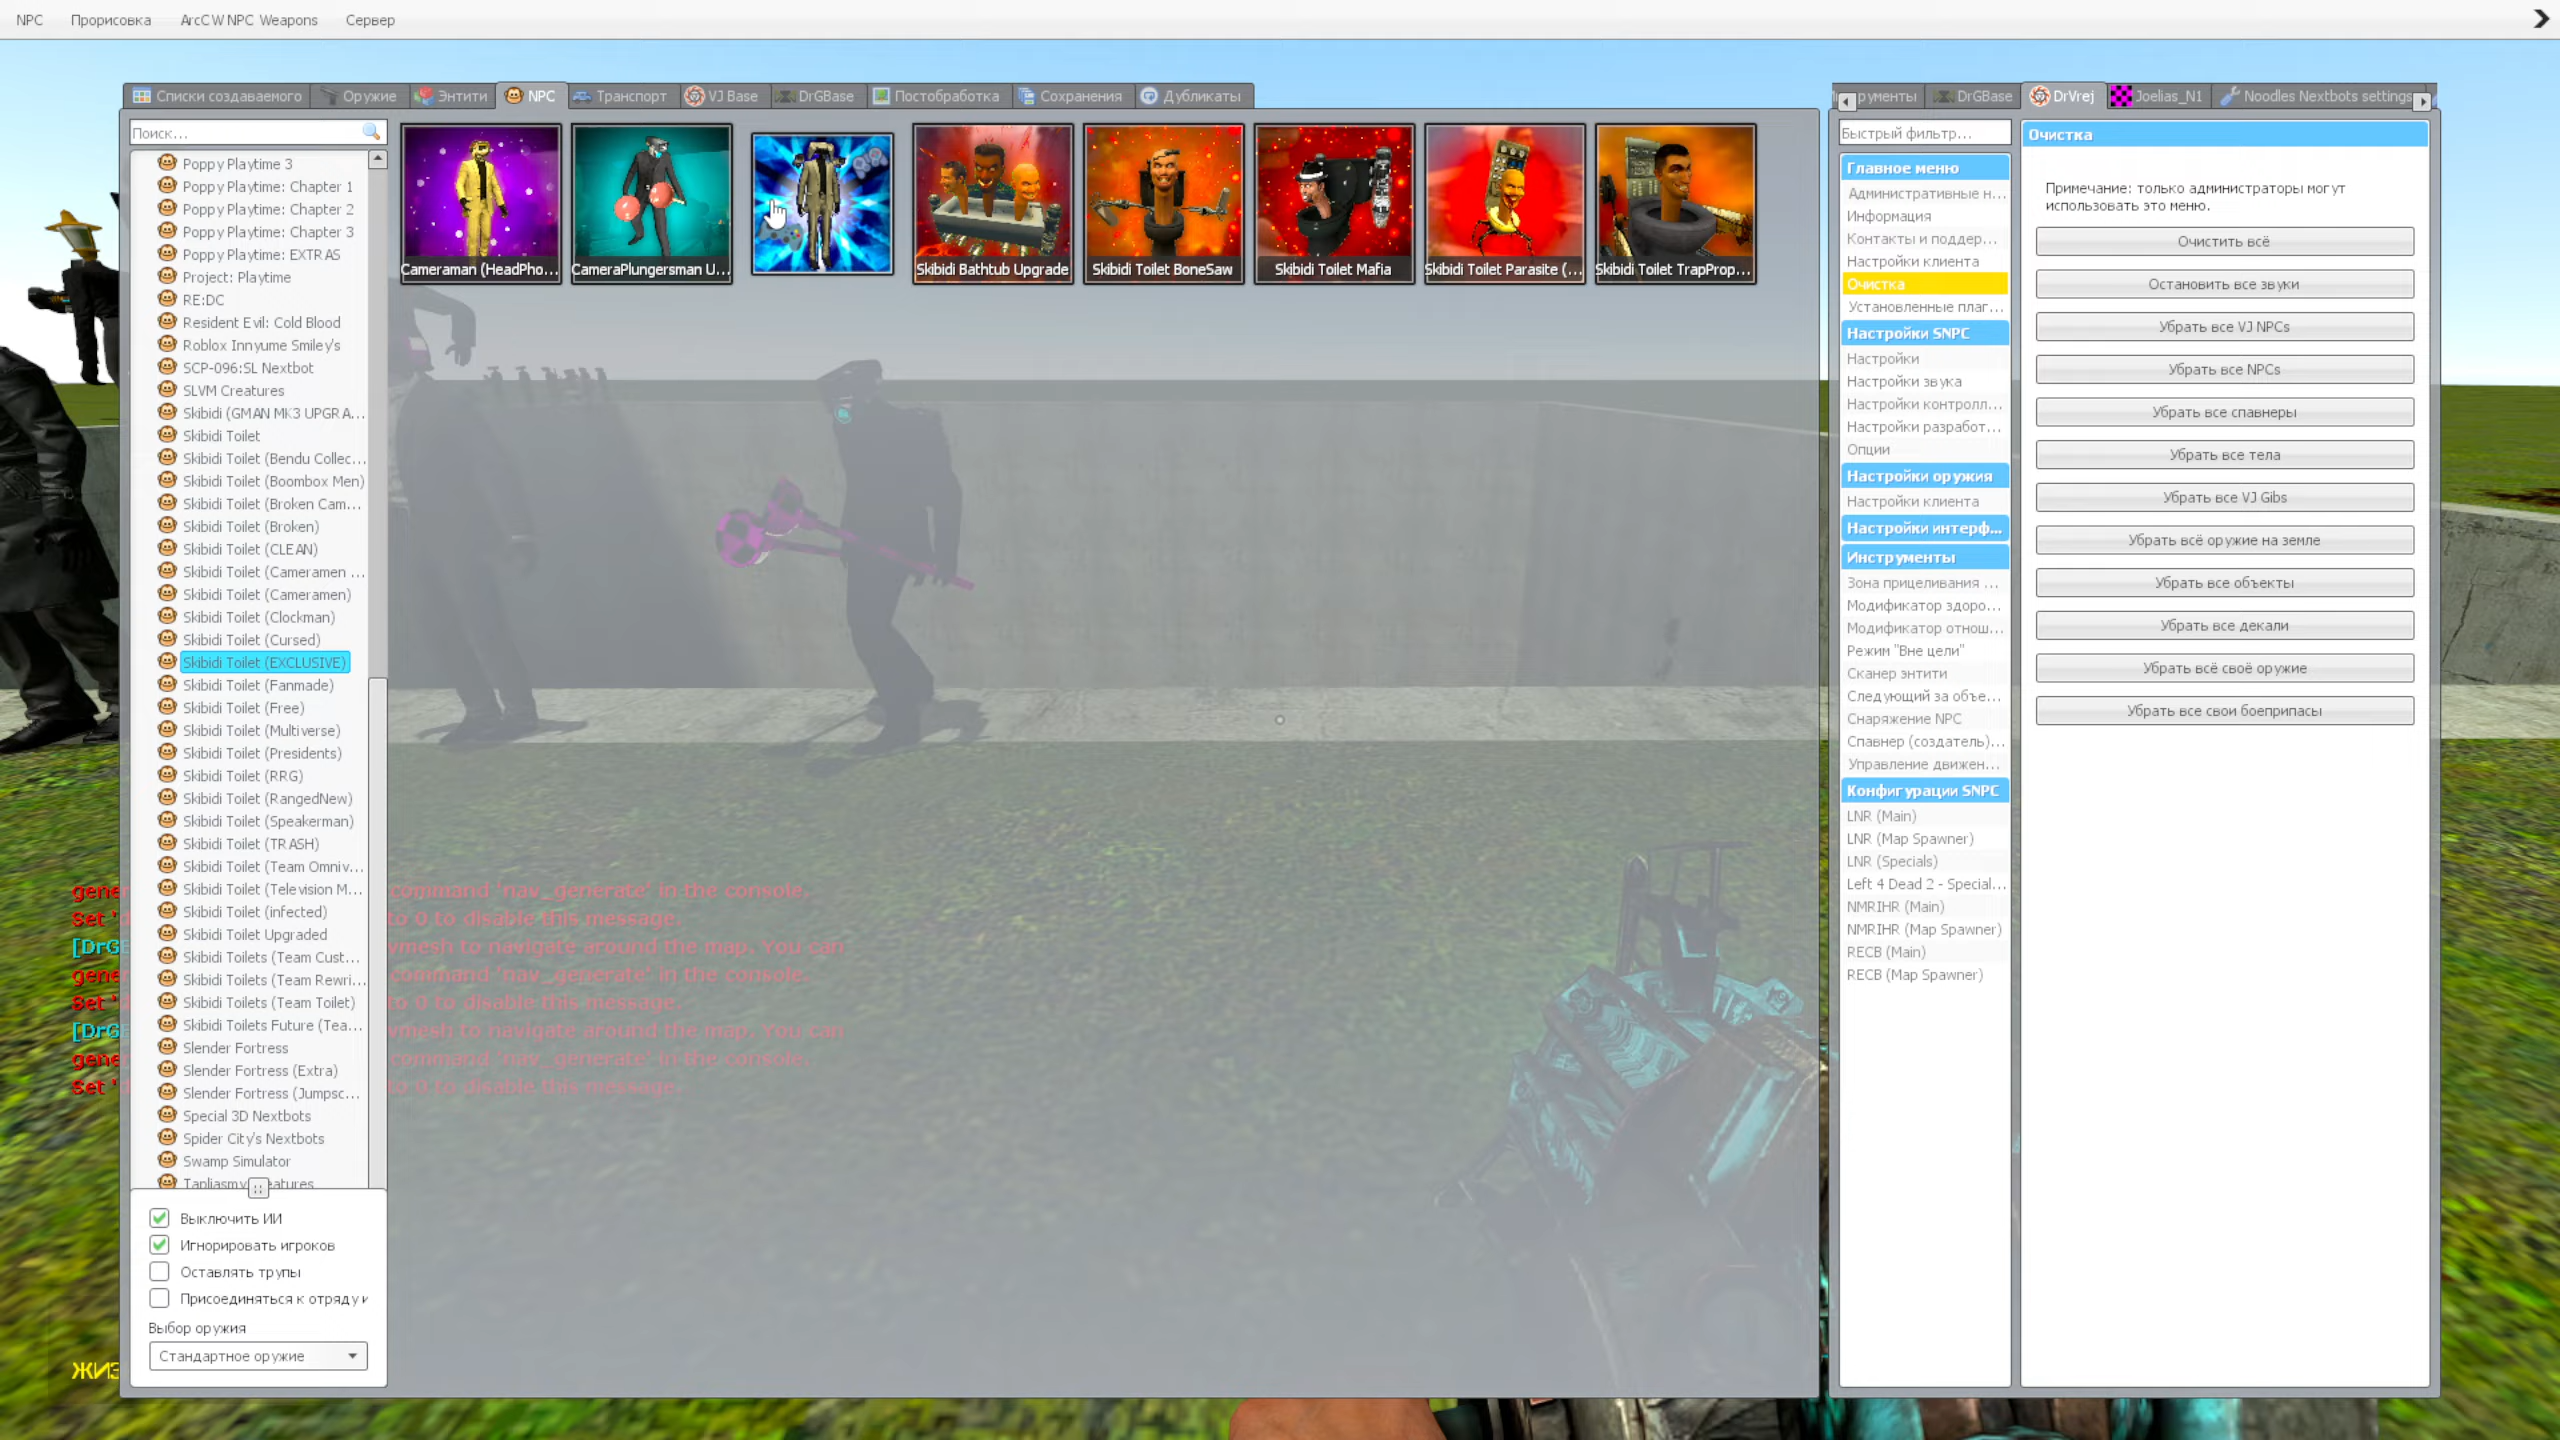 NPC Прорисовка ArcCW NPC Weapons Сервер
Списки создаваемого Оружие Энтити NPC Транспорт VJ Base DrGBase Постобработка Сохранения Дубликаты
Поиск...
Poppy Playtime 3
Poppy Playtime: Chapter 1
Poppy Playtime: Chapter 2
Poppy Playtime: Chapter 3
Poppy Playtime: EXTRAS
Project: Playtime
RE:DC
Resident Evil: Cold Blood
Roblox Innyume Smiley's
SCP-096:SL Nextbot
SLVM Creatures
Skibidi (GMAN MK3 UPGRA...
Skibidi Toilet
Skibidi Toilet (Bendu Collec...
Skibidi Toilet (Boombox Men)
Skibidi Toilet (Broken Cam...
Skibidi Toilet (Broken)
Skibidi Toilet (CLEAN)
Skibidi Toilet (Cameramen ...
Skibidi Toilet (Cameramen)
Skibidi Toilet (Clockman)
Skibidi Toilet (Cursed)
Skibidi Toilet (EXCLUSIVE)
Skibidi Toilet (Fanmade)
Skibidi Toilet (Free)
Skibidi Toilet (Multiverse)
Skibidi Toilet (Presidents)
Skibidi Toilet (RRG)
Skibidi Toilet (RangedNew)
Skibidi Toilet (Speakerman)
Skibidi Toilet (TRASH)
Skibidi Toilet (Team Omniv...
Skibidi Toilet (Television M...
Skibidi Toilet (infected)
Skibidi Toilet Upgraded
Skibidi Toilets (Team Cust...
Skibidi Toilets (Team Rewri...
Skibidi Toilets (Team Toilet)
Skibidi Toilets Future (Tea...
Slender Fortress
Slender Fortress (Extra)
Slender Fortress (Jumpsc...
Special 3D Nextbots
Spider City's Nextbots
Swamp Simulator
Выключить ИИ
Игнорировать игроков
Оставлять трупы
Присоединяться к отряду и
Выбор оружия
Стандартное оружие
Cameraman (HeadPho... CameraPlungersman U... Skibidi Bathtub Upgrade Skibidi Toilet BoneSaw Skibidi Toilet Mafia Skibidi Toilet Parasite (... Skibidi Toilet TrapProp...
gene command 'nav_generate' in the console.
Set ' to 0 to disable this message.
[DrG vmesh to navigate around the map. You can
gene command 'nav_generate' in the console.
Set ' to 0 to disable this message.
[DrG vmesh to navigate around the map. You can
gene command 'nav_generate' in the console.
Set ' to 0 to disable this message.
ЖИЗ
рументы DrGBase DrVrej Joelias_N1 Noodles Nextbots settings
Быстрый фильтр...
Главное меню
Административные н...
Информация
Контакты и поддер...
Настройки клиента
Очистка
Установленные плаг...
Настройки SNPC
Настройки
Настройки звука
Настройки контролл...
Настройки разработ...
Опции
Настройки оружия
Настройки клиента
Настройки интерф...
Инструменты
Зона прицеливания ...
Модификатор здоро...
Модификатор отнош...
Режим "Вне цели"
Сканер энтити
Следующий за объе...
Снаряжение NPC
Спавнер (создатель)...
Управление движен...
Конфигурации SNPC
LNR (Main)
LNR (Map Spawner)
LNR (Specials)
Left 4 Dead 2 - Special...
NMRIHR (Main)
NMRIHR (Map Spawner)
RECB (Main)
RECB (Map Spawner)
Очистка
Примечание: только администраторы могут
использовать это меню.
Очистить всё
Остановить все звуки
Убрать все VJ NPCs
Убрать все NPCs
Убрать все спавнеры
Убрать все тела
Убрать все VJ Gibs
Убрать всё оружие на земле
Убрать все объекты
Убрать все декали
Убрать всё своё оружие
Убрать все свои боеприпасы